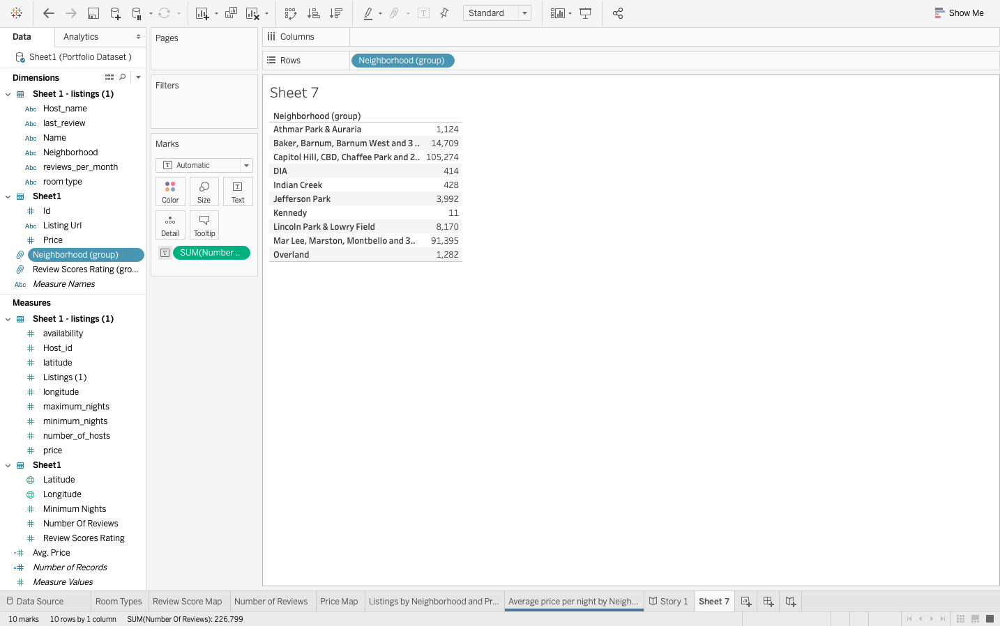 Standard
Show Me
Data
Analytics
Sheet1 (Portfolio Dataset )
Dimensions
Sheet 1 - listings (1)
Abc Host_name
Abc last_review
Abc Name
Abc Neighborhood
Abc reviews_per_month
Abc room type
Sheet1
Id
Abc Listing Url
Price
Neighborhood (group)
Review Scores Rating (gro...
Abc Measure Names
Measures
Sheet 1 - listings (1)
availability
Host_id
latitude
Listings (1)
longitude
maximum_nights
minimum_nights
number_of_hosts
price
Sheet1
Latitude
Longitude
Minimum Nights
Number Of Reviews
Review Scores Rating
Avg. Price
Number of Records
Measure Values
Pages
Filters
Marks
T Automatic
Color
Size
T Text
Detail
Tooltip
T SUM(Number ..
Columns
Rows
Neighborhood (group)
Sheet 7
Neighborhood (group)
Athmar Park & Auraria 1,124
Baker, Barnum, Barnum West and 3 .. 14,709
Capitol Hill, CBD, Chaffee Park and 2.. 105,274
DIA 414
Indian Creek 428
Jefferson Park 3,992
Kennedy 11
Lincoln Park & Lowry Field 8,170
Mar Lee, Marston, Montbello and 3.. 91,395
Overland 1,282
Data Source
Room Types
Review Score Map
Number of Reviews
Price Map
Listings by Neighborhood and Pr...
Average price per night by Neigh...
Story 1
Sheet 7
10 marks
10 rows by 1 column
SUM(Number Of Reviews): 226,799